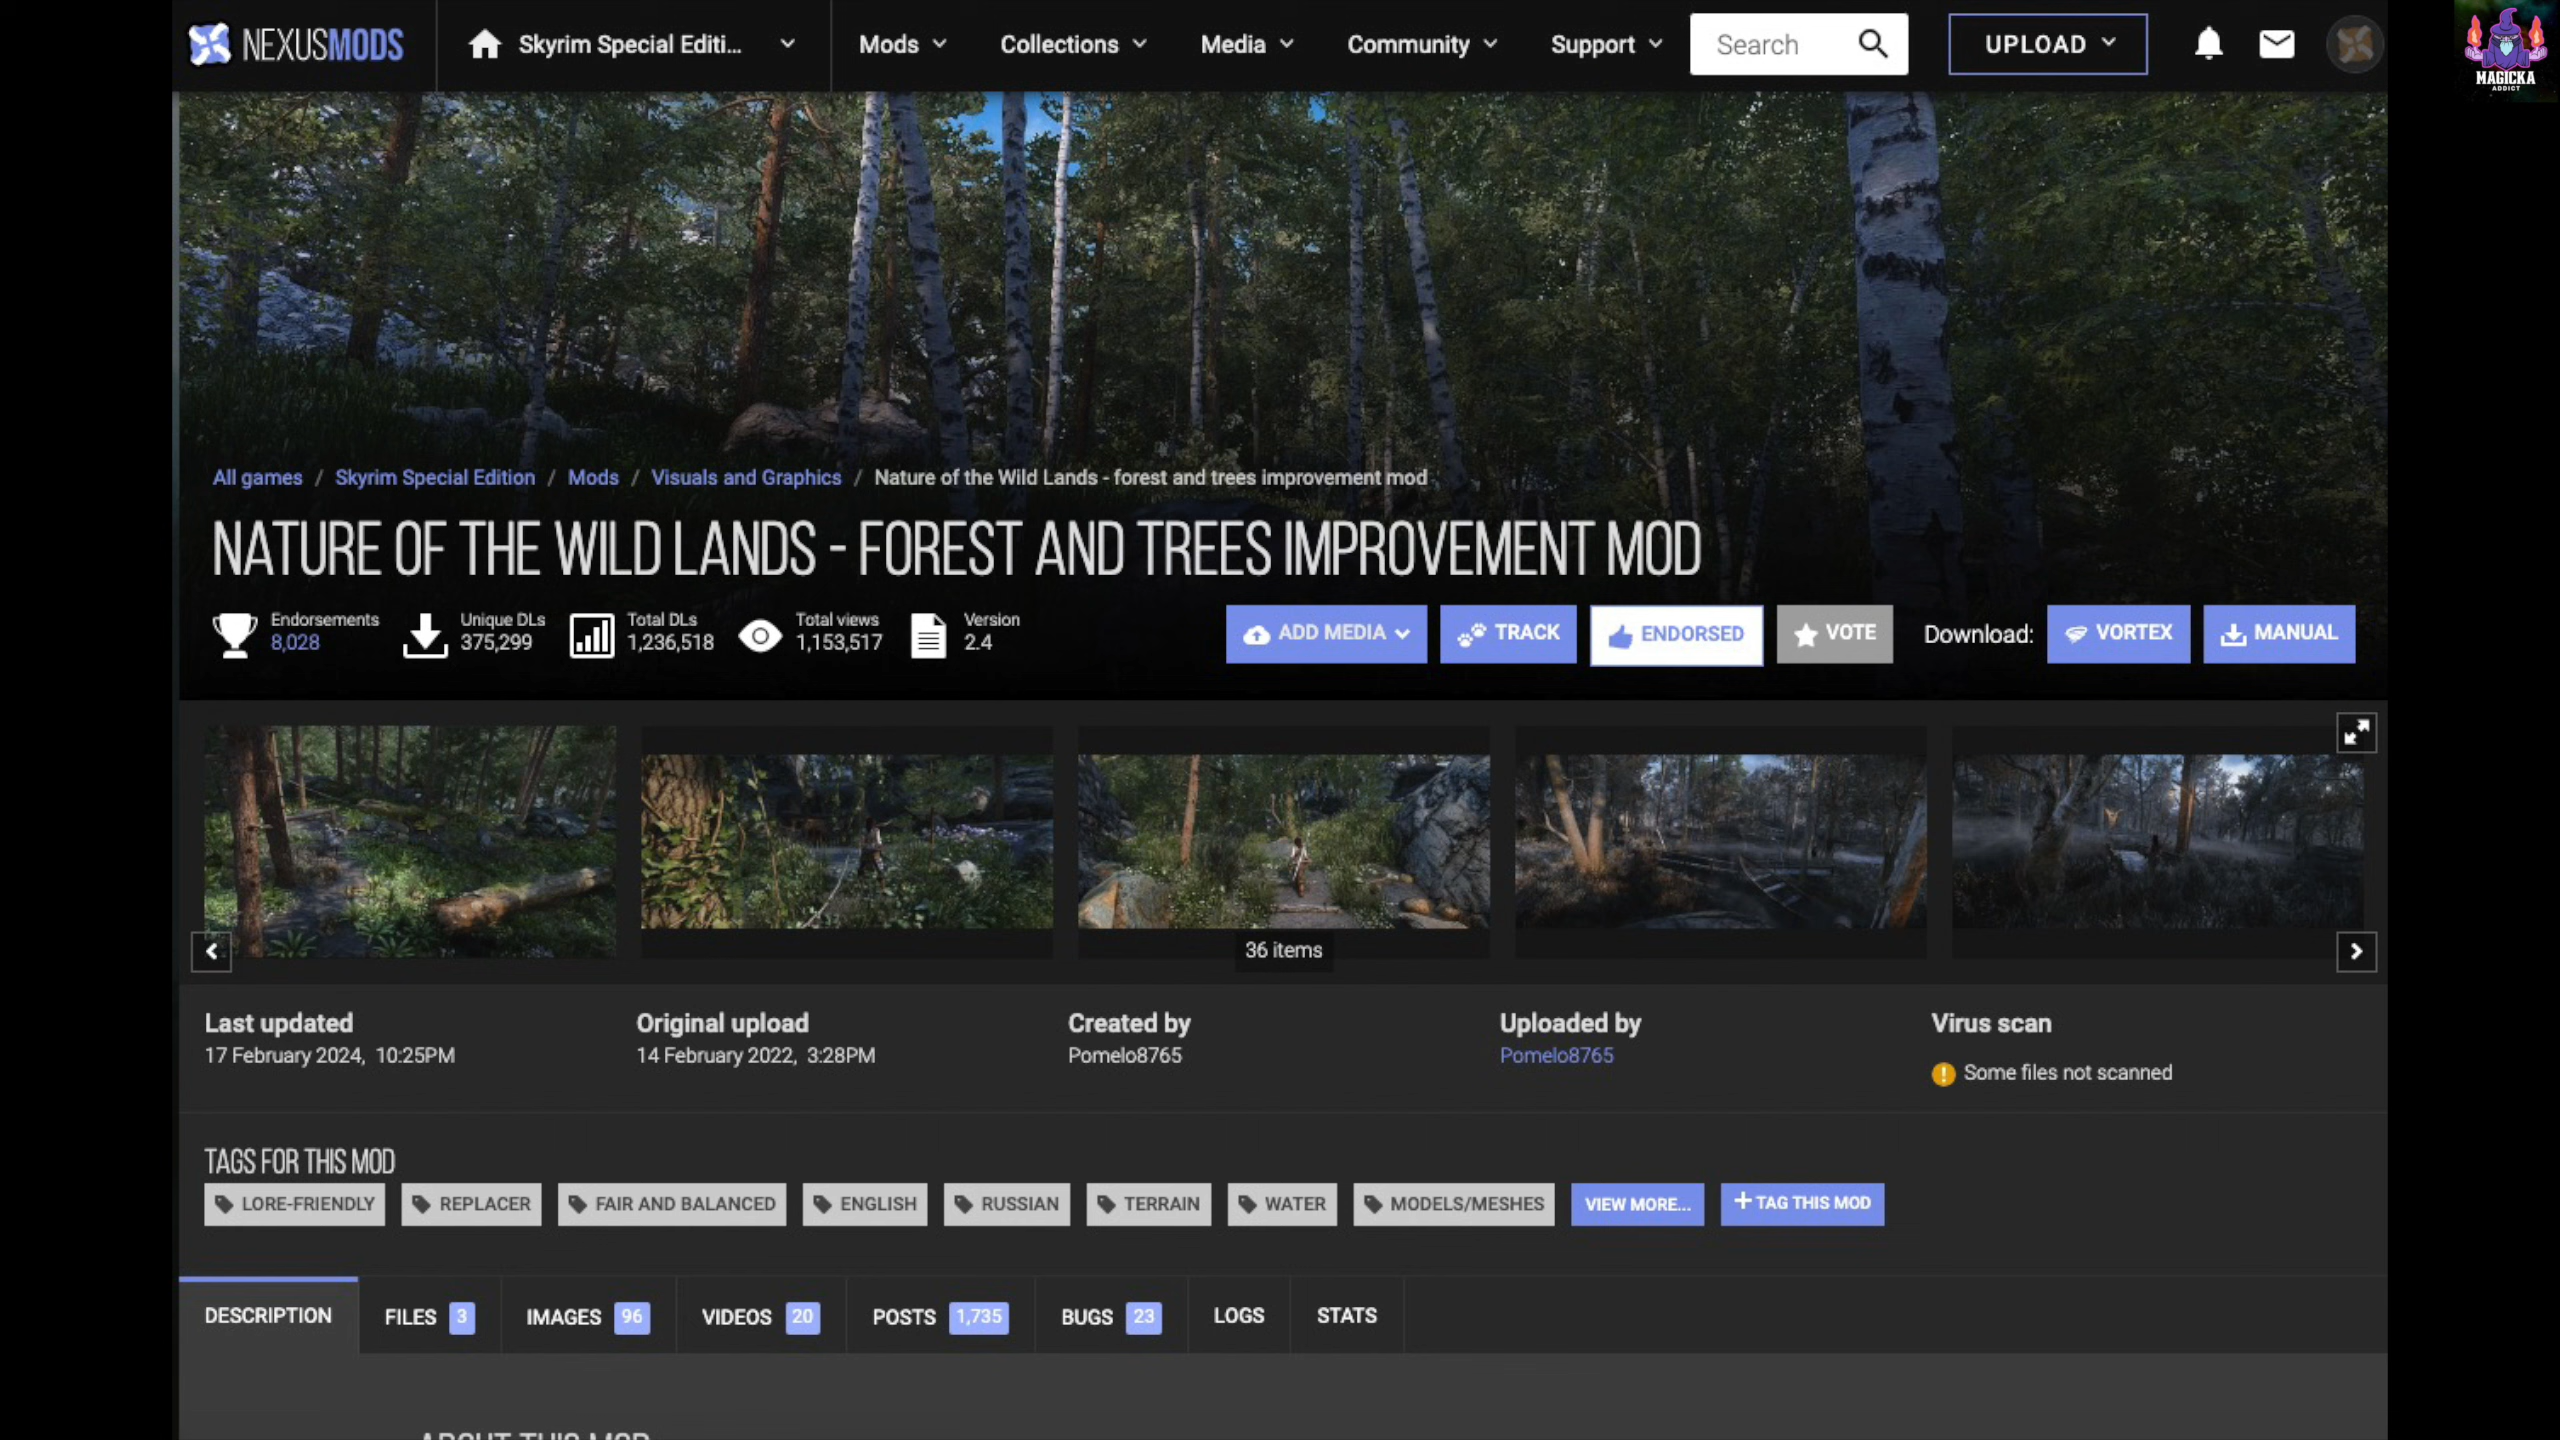 NEXUSMODS
Skyrim Special Editi...
Mods
Collections
Media
Community
Support
Search
UPLOAD
MAGICKA
ADDICT
All games / Skyrim Special Edition / Mods / Visuals and Graphics / Nature of the Wild Lands - forest and trees improvement mod
NATURE OF THE WILD LANDS - FOREST AND TREES IMPROVEMENT MOD
Endorsements
8,028
Unique DLs
375,299
Total DLs
1,236,518
Total views
1,153,517
Version
2.4
ADD MEDIA
TRACK
ENDORSED
VOTE
Download:
VORTEX
MANUAL
36 items
Last updated
17 February 2024, 10:25PM
Original upload
14 February 2022, 3:28PM
Created by
Pomelo8765
Uploaded by
Pomelo8765
Virus scan
Some files not scanned
TAGS FOR THIS MOD
LORE-FRIENDLY
REPLACER
FAIR AND BALANCED
ENGLISH
RUSSIAN
TERRAIN
WATER
MODELS/MESHES
VIEW MORE...
+ TAG THIS MOD
DESCRIPTION
FILES 3
IMAGES 96
VIDEOS 20
POSTS 1,735
BUGS 23
LOGS
STATS
ABOUT THIS MOD